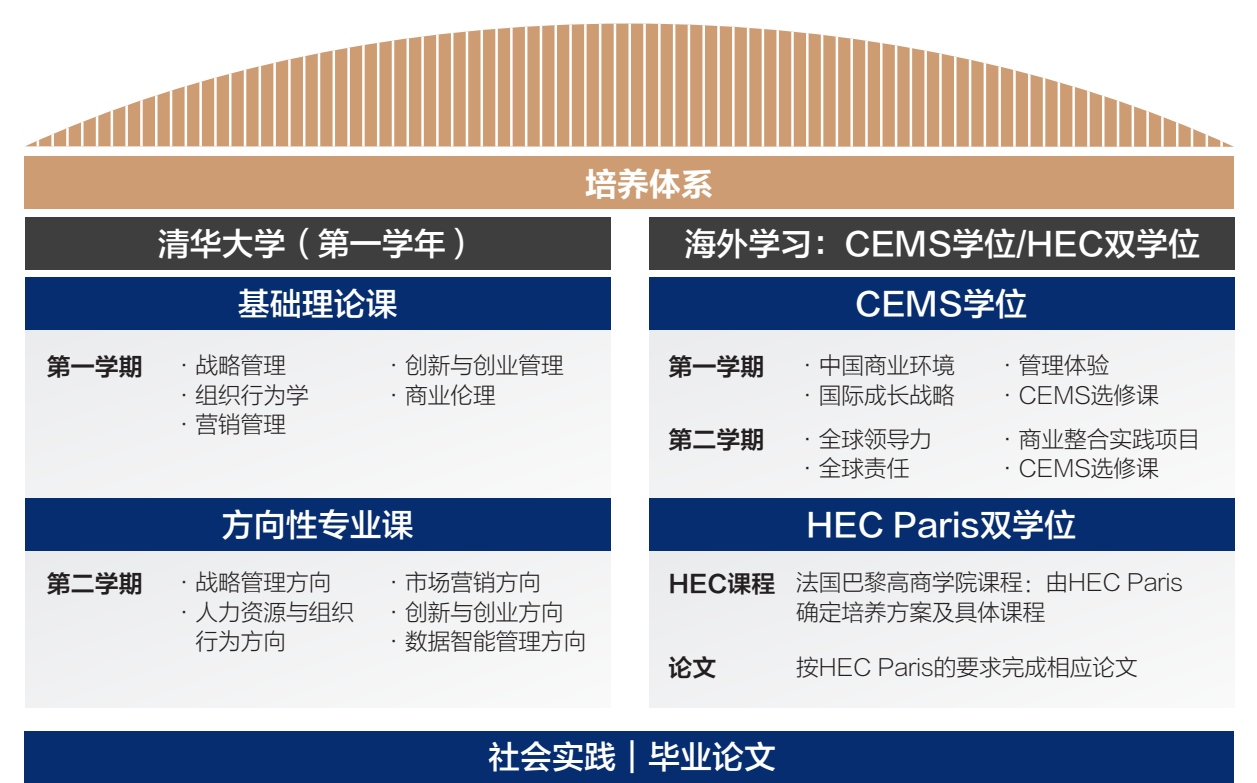 培养体系
清华大学（第一学年）
基础理论课
第一学期
· 战略管理
· 组织行为学
· 营销管理
· 创新与创业管理
· 商业伦理
方向性专业课
第二学期
· 战略管理方向
· 人力资源与组织
行为方向
· 市场营销方向
· 创新与创业方向
· 数据智能管理方向
海外学习：CEMS学位/HEC双学位
CEMS学位
第一学期
· 中国商业环境
· 国际成长战略
· 管理体验
· CEMS选修课
第二学期
· 全球领导力
· 全球责任
· 商业整合实践项目
· CEMS选修课
HEC Paris双学位
HEC课程
法国巴黎高商学院课程：由HEC Paris
确定培养方案及具体课程
论文
按HEC Paris的要求完成相应论文
社会实践｜毕业论文